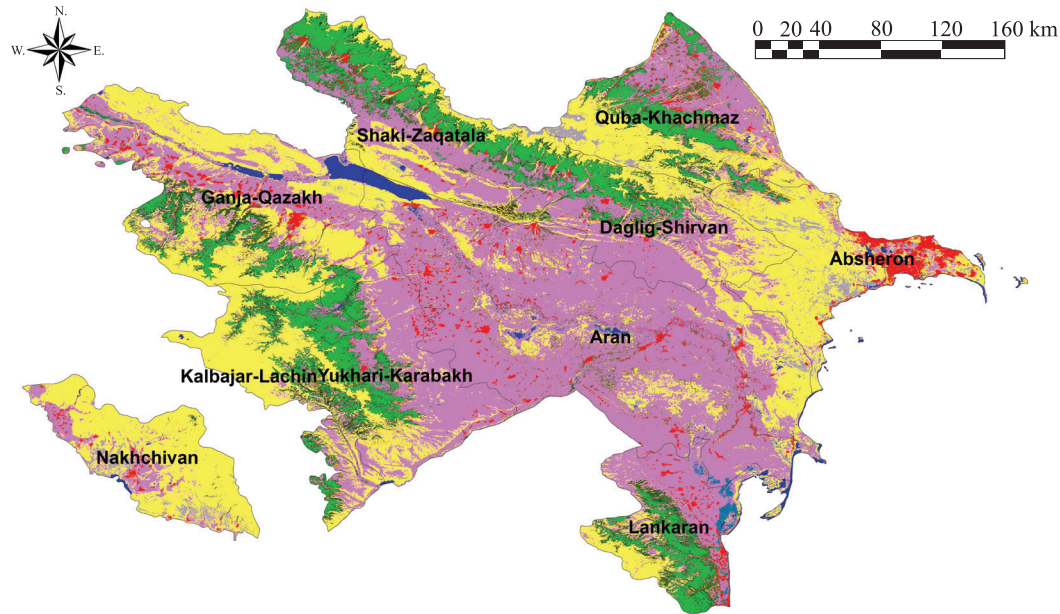 N.
W. E.
S.
0 20 40 80 120 160 km
Quba-Khachmaz
Shaki-Zaqatala
Ganja-Qazakh
Daglig-Shirvan
Absheron
Aran
Kalbajar-Lachin Yukhari-Karabakh
Nakhchivan
Lankaran